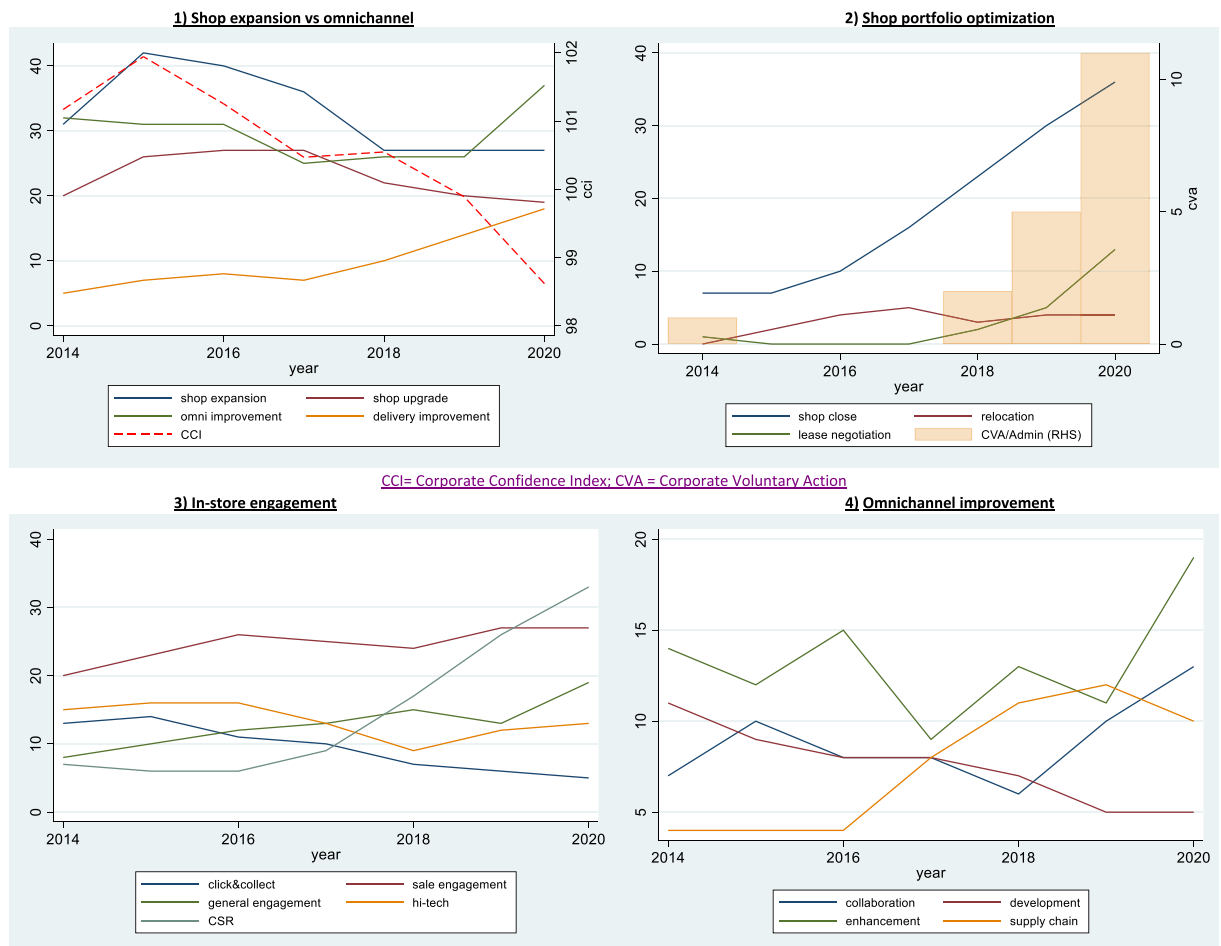 1) Shop expansion vs omnichannel
40
30
20
10
0
102
101
100
99
98
cci
2014 2016 2018 2020
year
shop expansion shop upgrade
omni improvement delivery improvement
CCI
2) Shop portfolio optimization
40
30
20
10
0
10
5
0
cva
2014 2016 2018 2020
year
shop close relocation
lease negotiation CVA/Admin (RHS)
CCI= Corporate Confidence Index; CVA = Corporate Voluntary Action
3) In-store engagement
40
30
20
10
0
2014 2016 2018 2020
year
click&collect sale engagement
general engagement hi-tech
CSR
4) Omnichannel improvement
20
15
10
5
2014 2016 2018 2020
year
collaboration development
enhancement supply chain